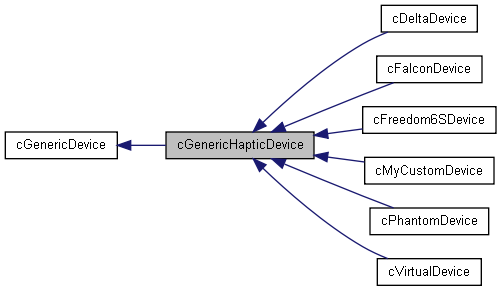 cDeltaDevice
cFalconDevice
cFreedom6SDevice
cGenericDevice
cGenericHapticDevice
cMyCustomDevice
cPhantomDevice
cVirtualDevice